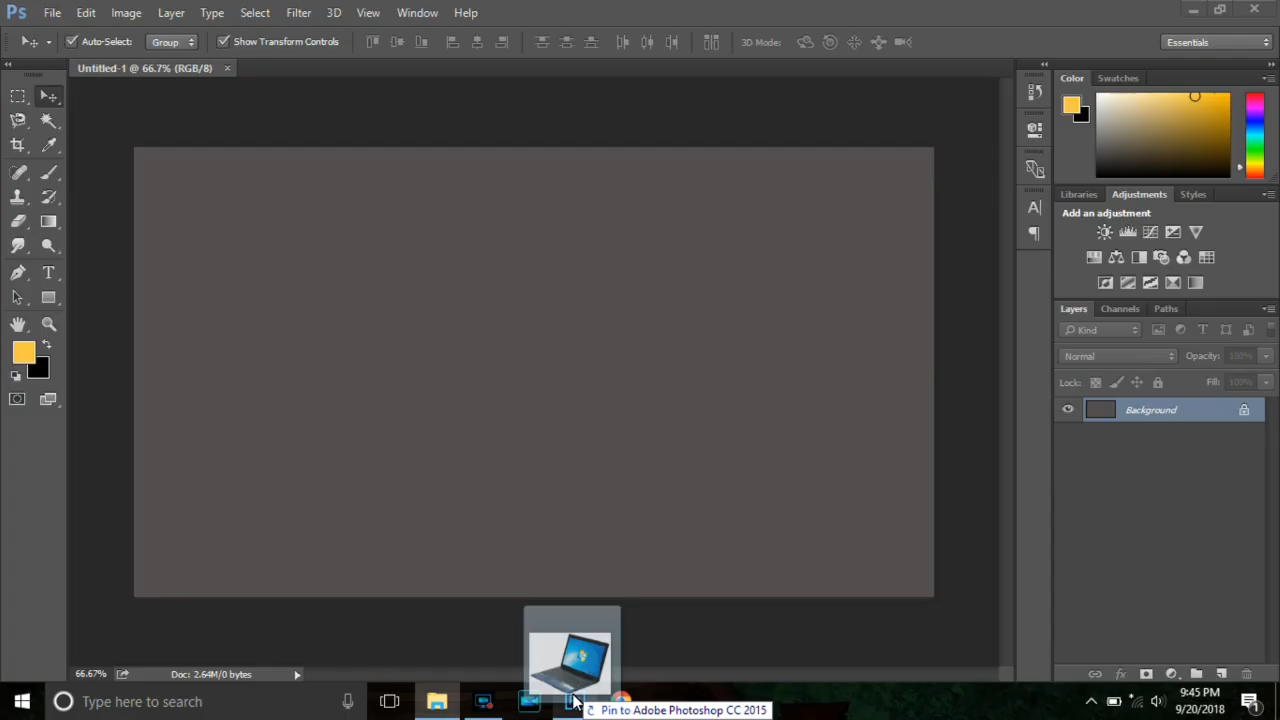 Ps File Edit Image Layer Type Select Filter 3D View Window Help
Auto-Select: Group Show Transform Controls 3D Mode: Essentials
Untitled-1 @ 66.7% (RGB/8)
Color Swatches
Libraries Adjustments Styles
Add an adjustment
Layers Channels Paths
Kind
Normal Opacity: 100%
Lock: Fill: 100%
Background
66.67% Doc: 2.64M/0 bytes
Type here to search
Pin to Adobe Photoshop CC 2015
9:45 PM
9/20/2018
1